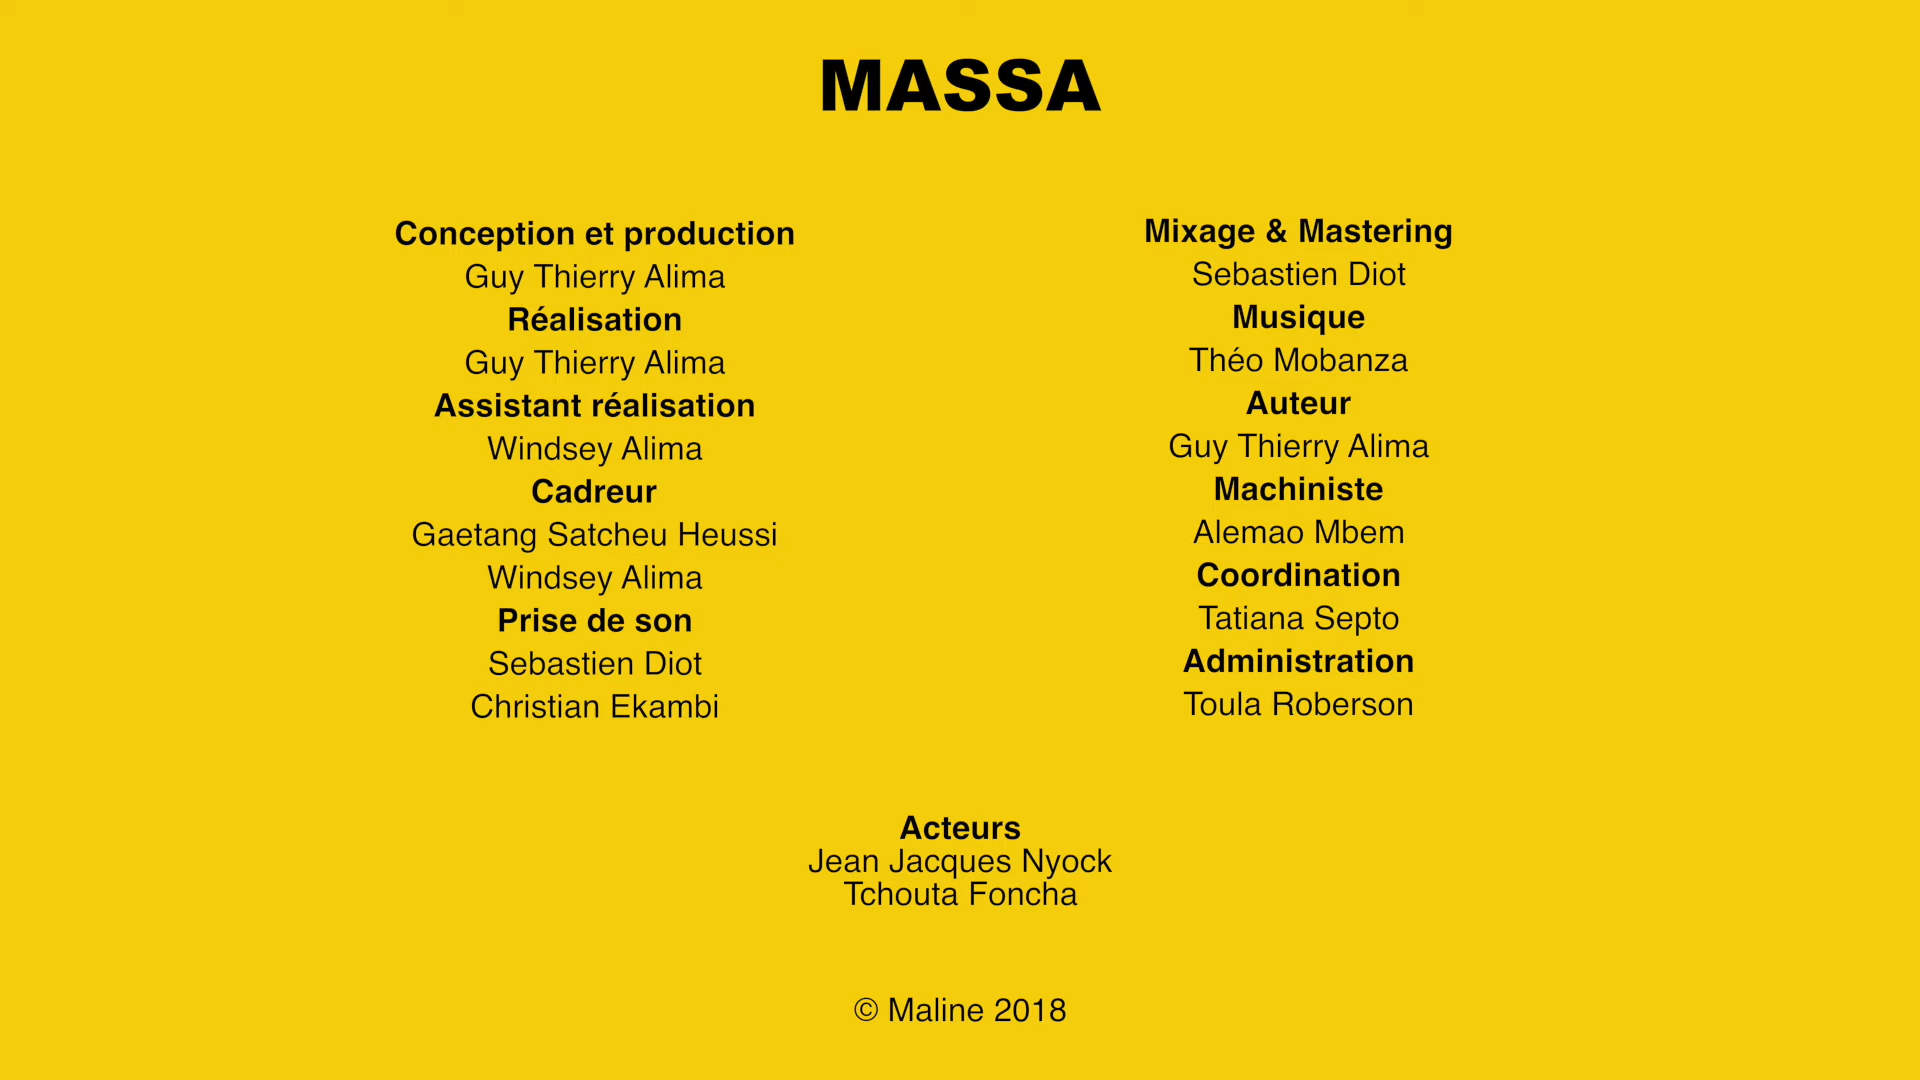 MASSA
Conception et production
Guy Thierry Alima
Réalisation
Guy Thierry Alima
Assistant réalisation
Windsey Alima
Cadreur
Gaetang Satcheu Heussi
Windsey Alima
Prise de son
Sebastien Diot
Christian Ekambi
Mixage & Mastering
Sebastien Diot
Musique
Théo Mobanza
Auteur
Guy Thierry Alima
Machiniste
Alemao Mbem
Coordination
Tatiana Septo
Administration
Toula Roberson
Acteurs
Jean Jacques Nyock
Tchouta Foncha
© Maline 2018